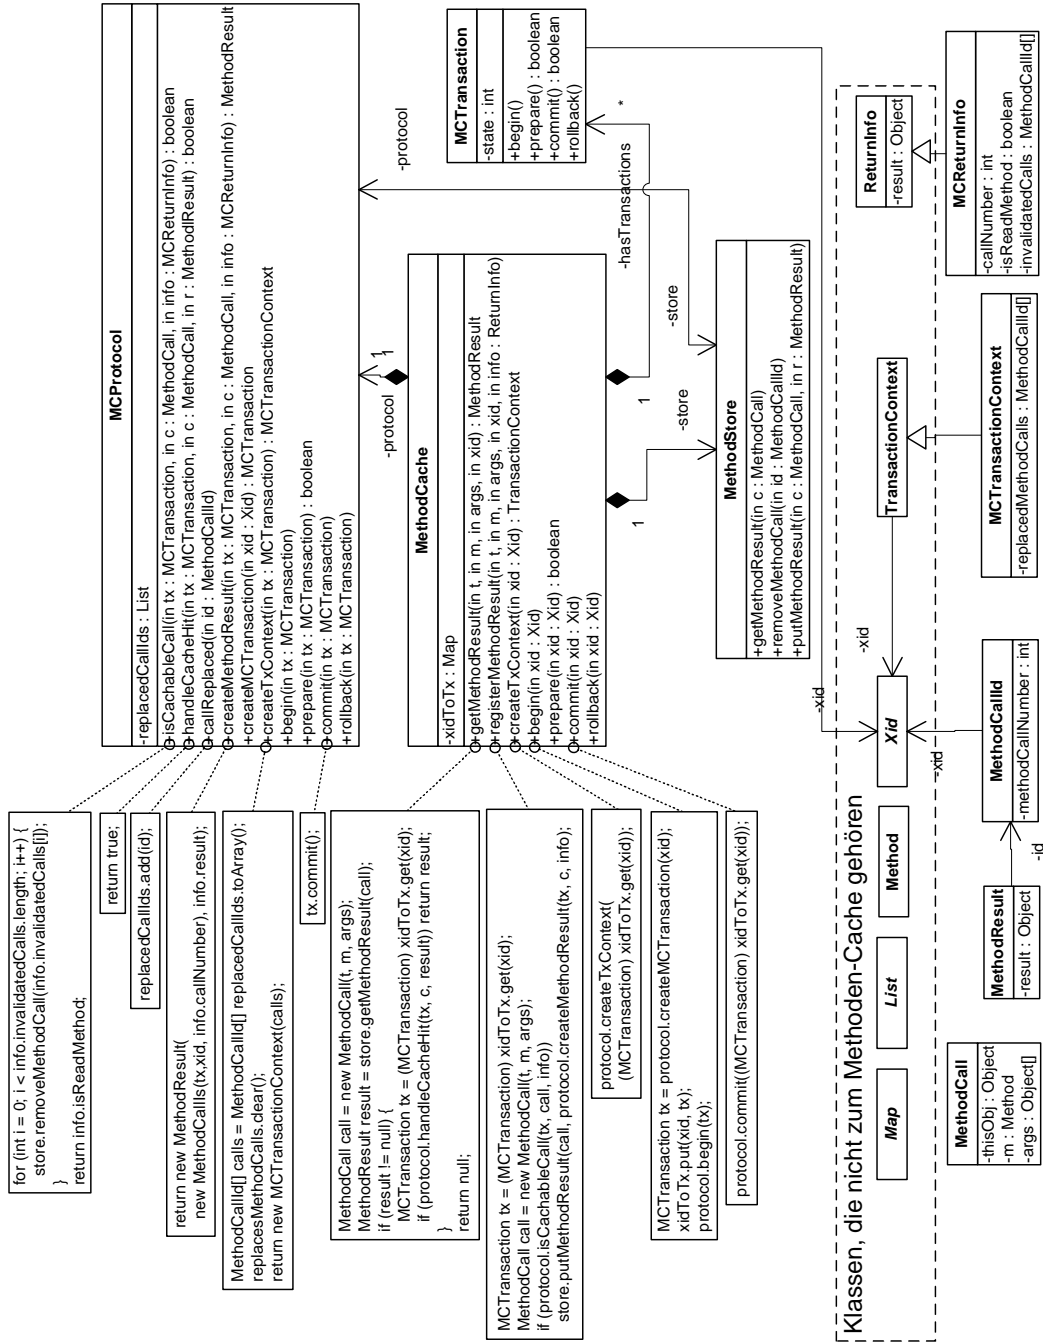 for (int i = 0; i < info.invalidatedCalls.length; i++) {
store.removeMethodCall(info.invalidatedCalls[i]);
}
return info.isReadMethod;
return true;
replacedCallIds.add(id);
return new MethodResult(
new MethodCallIs(tx,xid, info.callNumber), info.result);
MethodCallId[] calls = MethodCallId[] replacedCallIds.toArray();
replacesMethodCalls.clear();
return new MCTransactionContext(calls);
tx.commit();
MCProtocol
-replacedCallIds : List
+isCachableCall(in tx : MCTransaction, in c : MethodCall, in info : MCReturnInfo) : boolean
+handleCacheHit(in tx : MCTransaction, in c : MethodCall, in r : MethodlResult) : boolean
+callReplaced(in id : MethodCallId)
+createMethodResult(in tx : MCTransaction, in c : MethodCall, in info : MCReturnInfo) : MethodResult
+createMCTransaction(in xid : Xid) : MCTransaction
+createTxContext(in tx : MCTransaction) : MCTransactionContext
+begin(in tx : MCTransaction)
+prepare(in tx : MCTransaction) : boolean
+commit(in tx : MCTransaction)
+rollback(in tx : MCTransaction)
-protocol
1
1
-protocol
MethodCall call = new MethodCall(t, m, args);
MethodResult result = store.getMethodResult(call);
if (result != null) {
MCTransaction tx = (MCTransaction) xidToTx.get(xid);
if (protocol.handleCacheHit(tx, c, result)) return result;
}
return null;
MCTransaction tx = (MCTransaction) xidToTx.get(xid);
MethodCall call = new MethodCall(t, m, args);
if (protocol.isCachableCall(tx, call, info))
store.putMethodResult(call, protocol.createMethodResult(tx, c, info);
protocol.createTxContext(
(MCTransaction) xidToTx.get(xid));
MCTransaction tx = protocol.createMCTransaction(xid);
xidToTx.put(xid, tx);
protocol.begin(tx);
protocol.commit((MCTransaction) xidToTx.get(xid));
MethodCache
-xidToTx : Map
+getMethodResult(in t, in m, in args, in xid) : MethodResult
+registerMethodResult(in t, in m, in args, in xid, in info : ReturnInfo)
+createTxContext(in xid : Xid) : TransactionContext
+begin(in xid : Xid)
+prepare(in xid : Xid) : boolean
+commit(in xid : Xid)
+rollback(in xid : Xid)
1
1
-hasTransactions
*
MCTransaction
-state : int
+begin()
+prepare() : boolean
+commit() : boolean
+rollback()
-store
-store
MethodStore
+getMethodResult(in c : MethodCall)
+removeMethodCall(in id : MethodCallId)
+putMethodResult(in c : MethodCall, in r : MethodResult)
-xid
Klassen, die nicht zum Methoden-Cache gehören
Map
List
Method
Xid
-xid
TransactionContext
ReturnInfo
-result : Object
-xid
MethodCall
-thisObj : Object
-m : Method
-args : Object[]
MethodResult
-result : Object
-id
MethodCallId
-methodCallNumber : int
MCTransactionContext
-replacedMethodCalls : MethodCallId[]
MCReturnInfo
-callNumber : int
-isReadMethod : boolean
-invalidatedCalls : MethodCallId[]